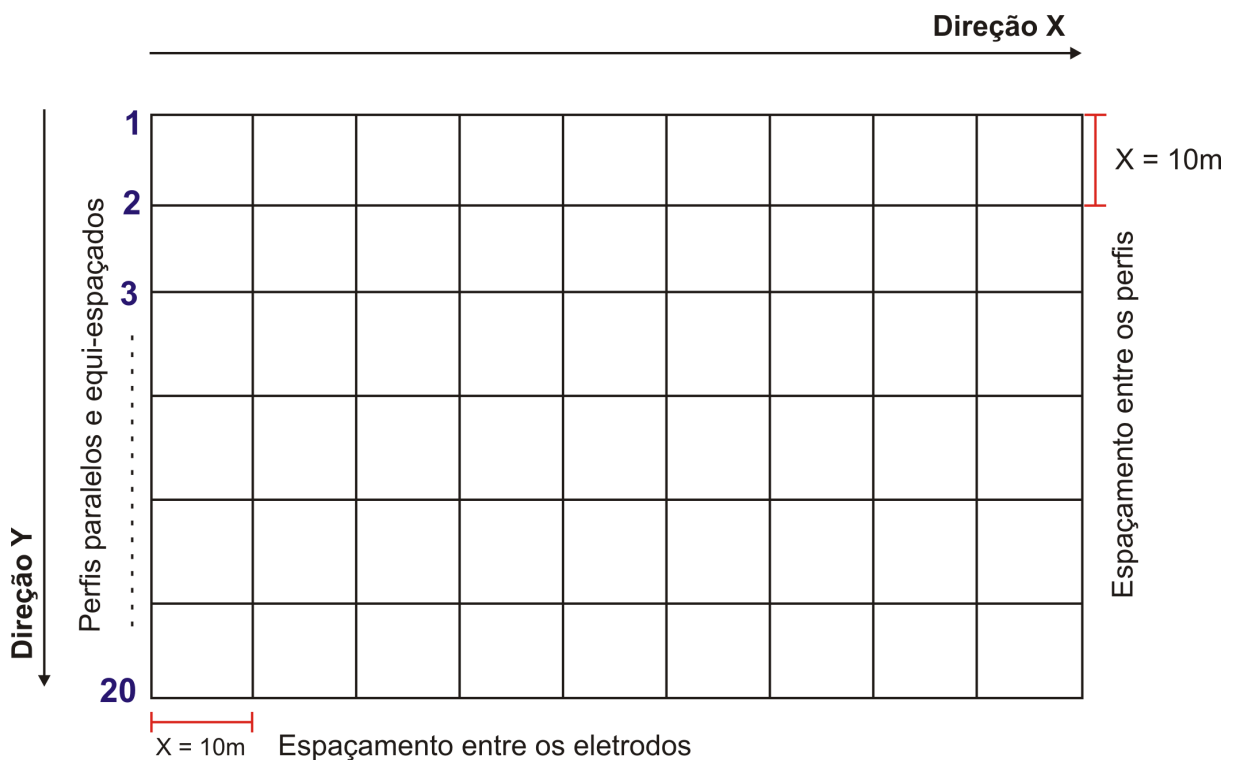 Direção X
1
X = 10m
2
3
Perfis paralelos e equi-espaçados
Espaçamento entre os perfis
Direção Y
20
X = 10m
Espaçamento entre os eletrodos